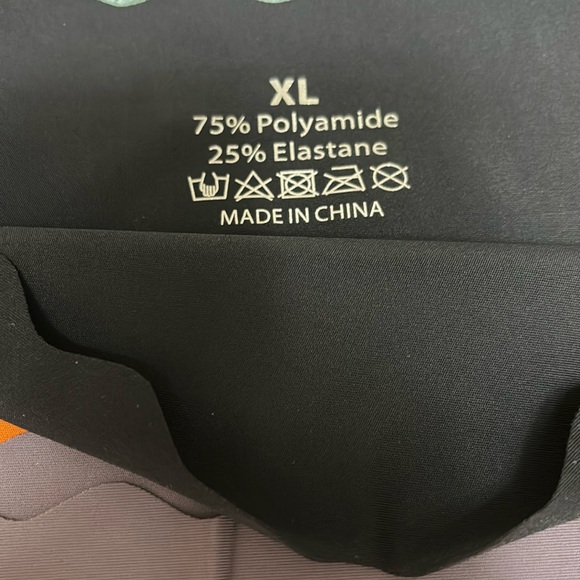 XL
75% Polyamide
25% Elastane
MADE IN CHINA